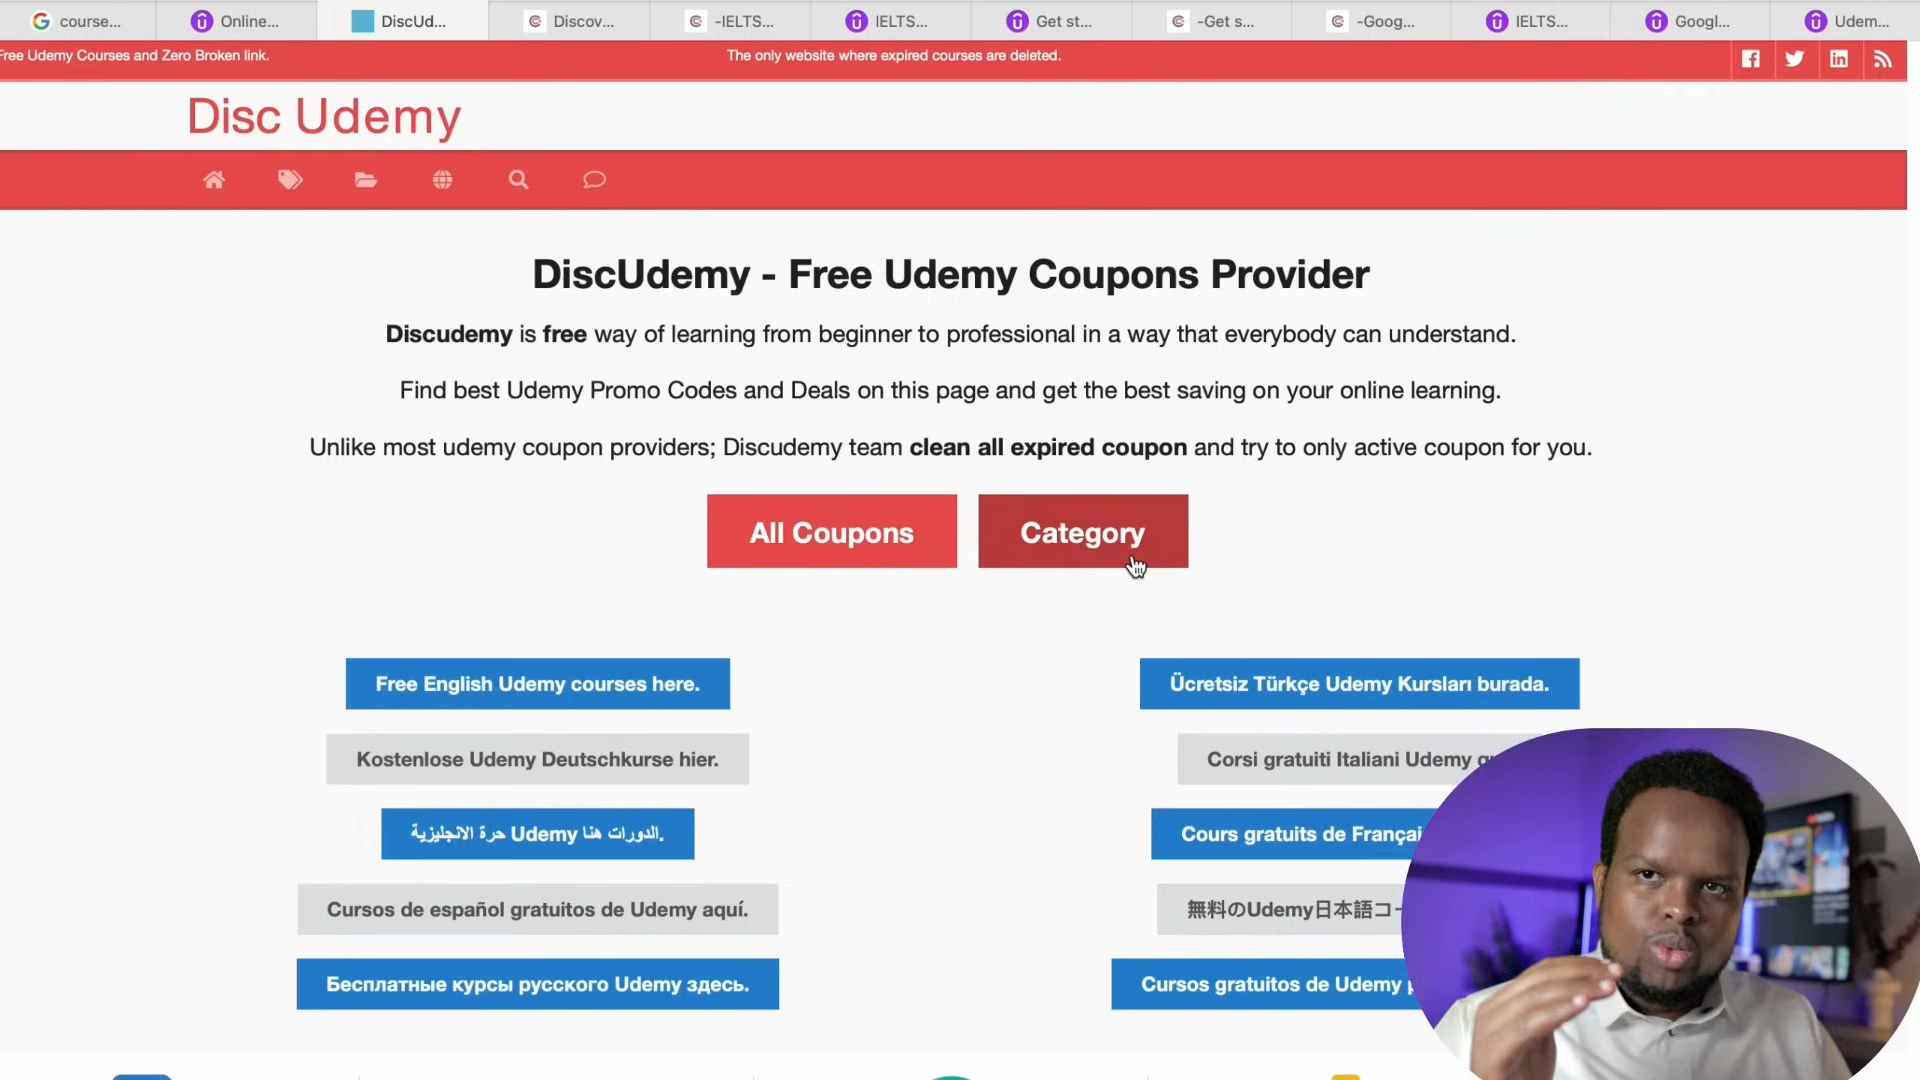 course...
Online...
DiscUd...
Discov...
-IELTS...
IELTS...
Get st...
-Get s...
-Goog...
IELTS...
Googl...
Udem...
Free Udemy Courses and Zero Broken link.
The only website where expired courses are deleted.
Disc Udemy
DiscUdemy - Free Udemy Coupons Provider
Discudemy is free way of learning from beginner to professional in a way that everybody can understand.
Find best Udemy Promo Codes and Deals on this page and get the best saving on your online learning.
Unlike most udemy coupon providers; Discudemy team clean all expired coupon and try to only active coupon for you.
All Coupons
Category
Free English Udemy courses here.
Ücretsiz Türkçe Udemy Kursları burada.
Kostenlose Udemy Deutschkurse hier.
Corsi gratuiti Italiani Udemy
الدورات هنا Udemy حرة الانجليزية.
Cours gratuits de Françai
Cursos de español gratuitos de Udemy aquí.
無料のUdemy日本語コー
Бесплатные курсы русского Udemy здесь.
Cursos gratuitos de Udemy